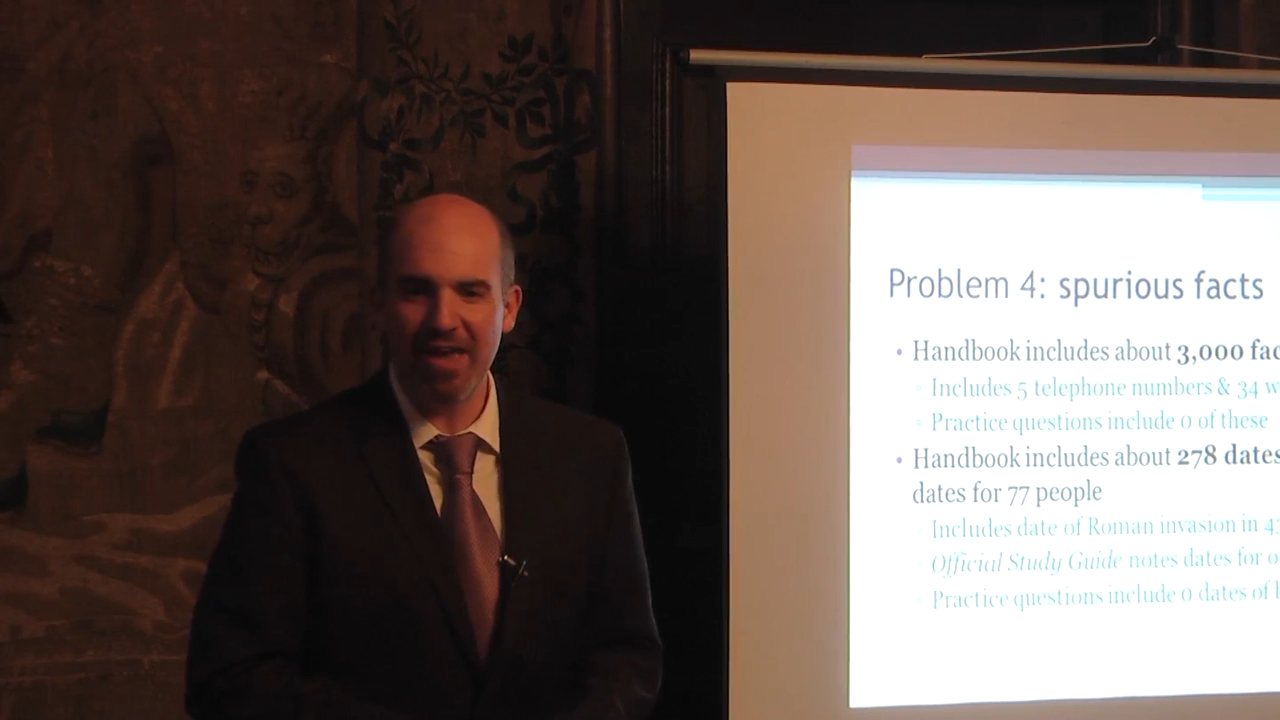 Problem 4: spurious facts
• Handbook includes about 3,000
Includes 5 telephone numbers & 34
Practice questions include 0 of these
• Handbook includes about 278 dates
dates for 77 people
Includes date of Roman invasion in
Official Study Guide notes dates for
Practice questions include 0 dates of